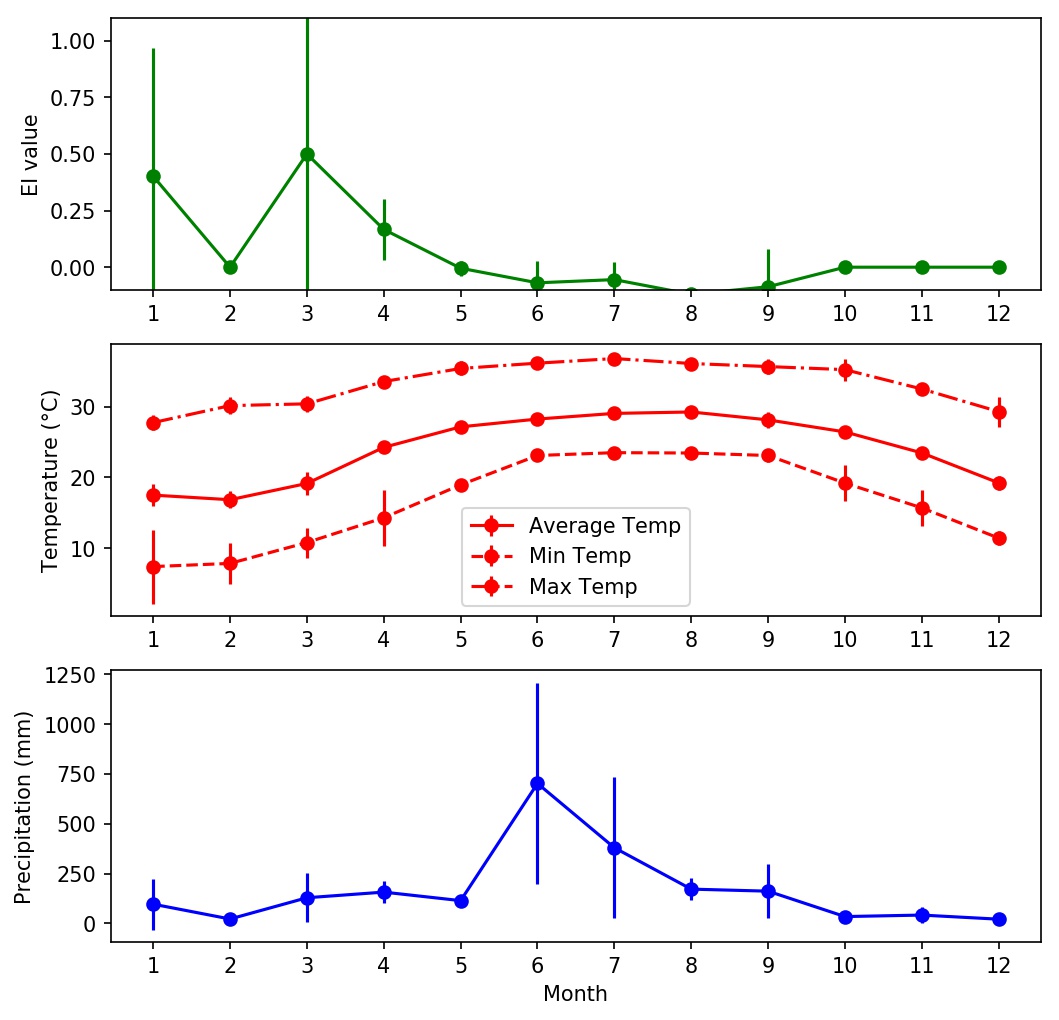 EI value
1.00
0.75
0.50
0.25
0.00
1 2 3 4 5 6 7 8 9 10 11 12
Temperature (°C)
30
20
10
Average Temp
Min Temp
Max Temp
1 2 3 4 5 6 7 8 9 10 11 12
Precipitation (mm)
1250
1000
750
500
250
0
1 2 3 4 5 6 7 8 9 10 11 12
Month